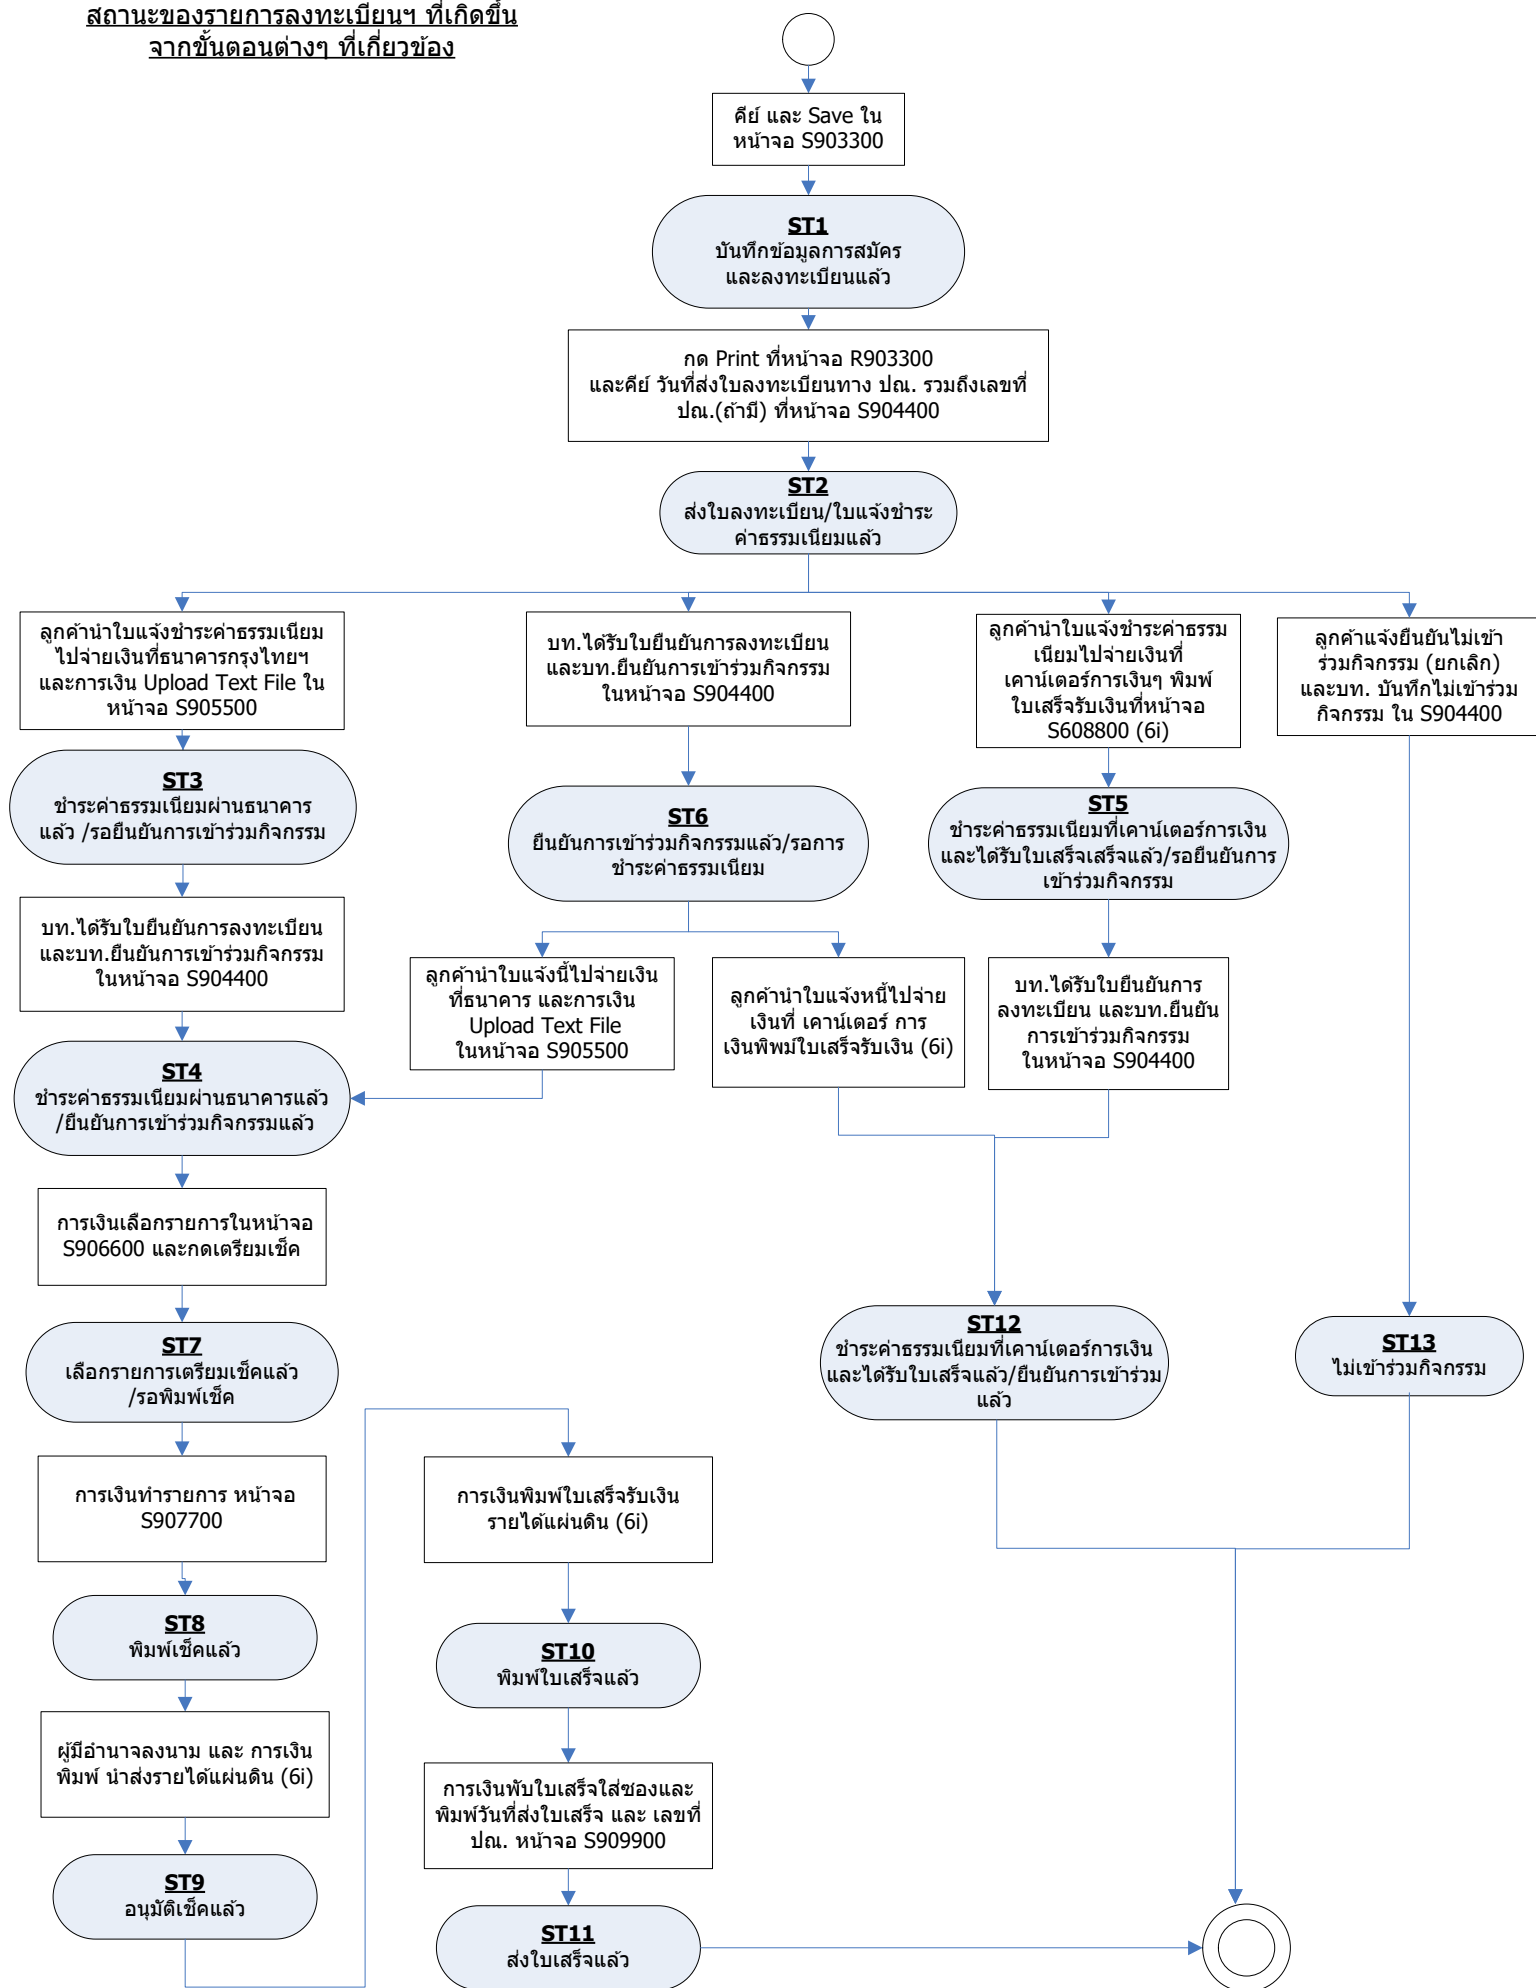 สถานะของรายการลงทะเบียนฯ ที่เกิดขึ้น
จากขั้นตอนต่างๆ ที่เกี่ยวข้อง
คีย์ และ Save ใน
หน้าจอ S903300
ST1
บันทึกข้อมูลการสมัคร
และลงทะเบียนแล้ว
กด Print ที่หน้าจอ R903300
และคีย์ วันที่ส่งใบลงทะเบียนทาง ปณ. รวมถึงเลขที่
ปณ.(ถ้ามี) ที่หน้าจอ S904400
ST2
ส่งใบลงทะเบียน/ใบแจ้งชำระ
ค่าธรรมเนียมแล้ว
ลูกค้านำใบแจ้งชำระค่าธรรมเนียม
ไปจ่ายเงินที่ธนาคารกรุงไทยฯ
และการเงิน Upload Text File ใน
หน้าจอ S905500
บท.ได้รับใบยืนยันการลงทะเบียน
และบท.ยืนยันการเข้าร่วมกิจกรรม
ในหน้าจอ S904400
ลูกค้านำใบแจ้งชำระค่าธรรม
เนียมไปจ่ายเงินที่
เคาน์เตอร์การเงินๆ พิมพ์
ใบเสร็จรับเงินที่หน้าจอ
S608800 (6i)
ลูกค้าแจ้งยืนยันไม่เข้า
ร่วมกิจกรรม (ยกเลิก)
และบท. บันทึกไม่เข้าร่วม
กิจกรรม ใน S904400
ST3
ชำระค่าธรรมเนียมผ่านธนาคาร
แล้ว /รอยืนยันการเข้าร่วมกิจกรรม
ST6
ยืนยันการเข้าร่วมกิจกรรมแล้ว/รอการ
ชำระค่าธรรมเนียม
ST5
ชำระค่าธรรมเนียมที่เคาน์เตอร์การเงิน
และได้รับใบเสร็จเสร็จแล้ว/รอยืนยันการ
เข้าร่วมกิจกรรม
บท.ได้รับใบยืนยันการลงทะเบียน
และบท.ยืนยันการเข้าร่วมกิจกรรม
ในหน้าจอ S904400
ลูกค้านำใบแจ้งนี้ไปจ่ายเงิน
ที่ธนาคาร และการเงิน
Upload Text File
ในหน้าจอ S905500
ลูกค้านำใบแจ้งหนี้ไปจ่าย
เงินที่ เคาน์เตอร์ การ
เงินพิพม์ใบเสร็จรับเงิน (6i)
บท.ได้รับใบยืนยันการ
ลงทะเบียน และบท.ยืนยัน
การเข้าร่วมกิจกรรม
ในหน้าจอ S904400
ST4
ชำระค่าธรรมเนียมผ่านธนาคารแล้ว
/ยืนยันการเข้าร่วมกิจกรรมแล้ว
การเงินเลือกรายการในหน้าจอ
S906600 และกดเตรียมเช็ค
ST7
เลือกรายการเตรียมเช็คแล้ว
/รอพิมพ์เช็ค
ST12
ชำระค่าธรรมเนียมที่เคาน์เตอร์การเงิน
และได้รับใบเสร็จแล้ว/ยืนยันการเข้าร่วม
แล้ว
ST13
ไม่เข้าร่วมกิจกรรม
การเงินทำรายการ หน้าจอ
S907700
การเงินพิมพ์ใบเสร็จรับเงิน
รายได้แผ่นดิน (6i)
ST8
พิมพ์เช็คแล้ว
ST10
พิมพ์ใบเสร็จแล้ว
ผู้มีอำนาจลงนาม และ การเงิน
พิมพ์ นำส่งรายได้แผ่นดิน (6i)
การเงินพับใบเสร็จใส่ซองและ
พิมพ์วันที่ส่งใบเสร็จ และ เลขที่
ปณ. หน้าจอ S909900
ST9
อนุมัติเช็คแล้ว
ST11
ส่งใบเสร็จแล้ว